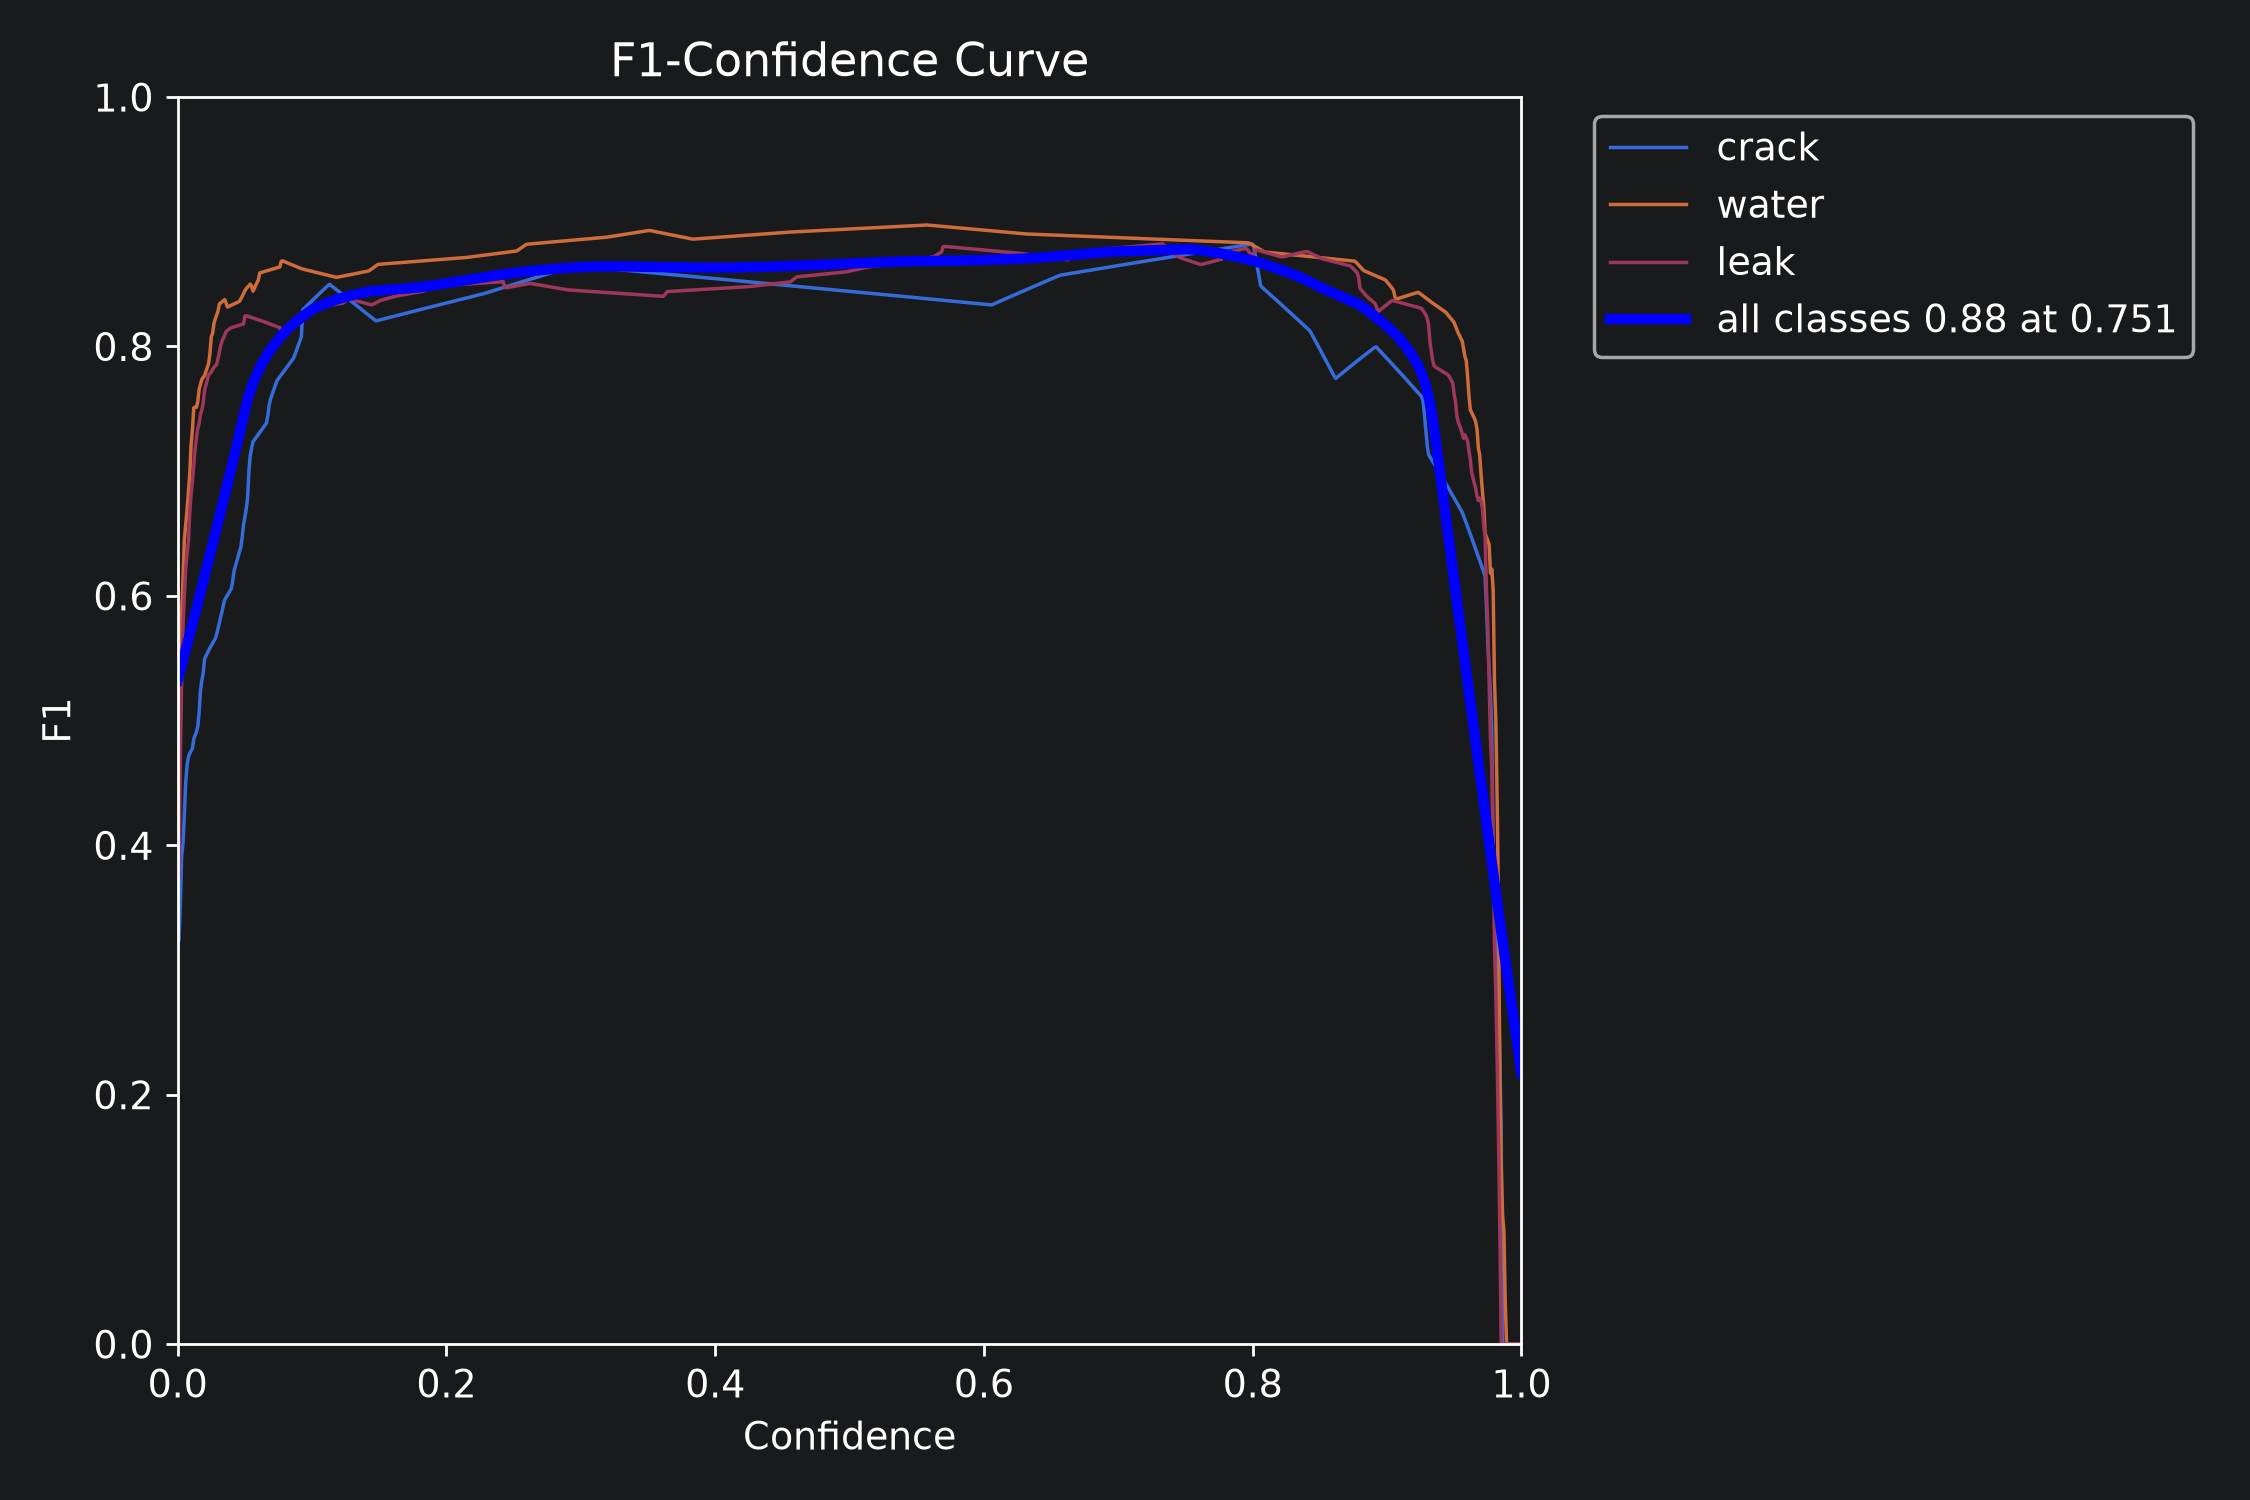 F1-Confidence Curve
crack
water
leak
all classes 0.88 at 0.751
F1
1.0
0.8
0.6
0.4
0.2
0.0
0.0 0.2 0.4 0.6 0.8 1.0
Confidence